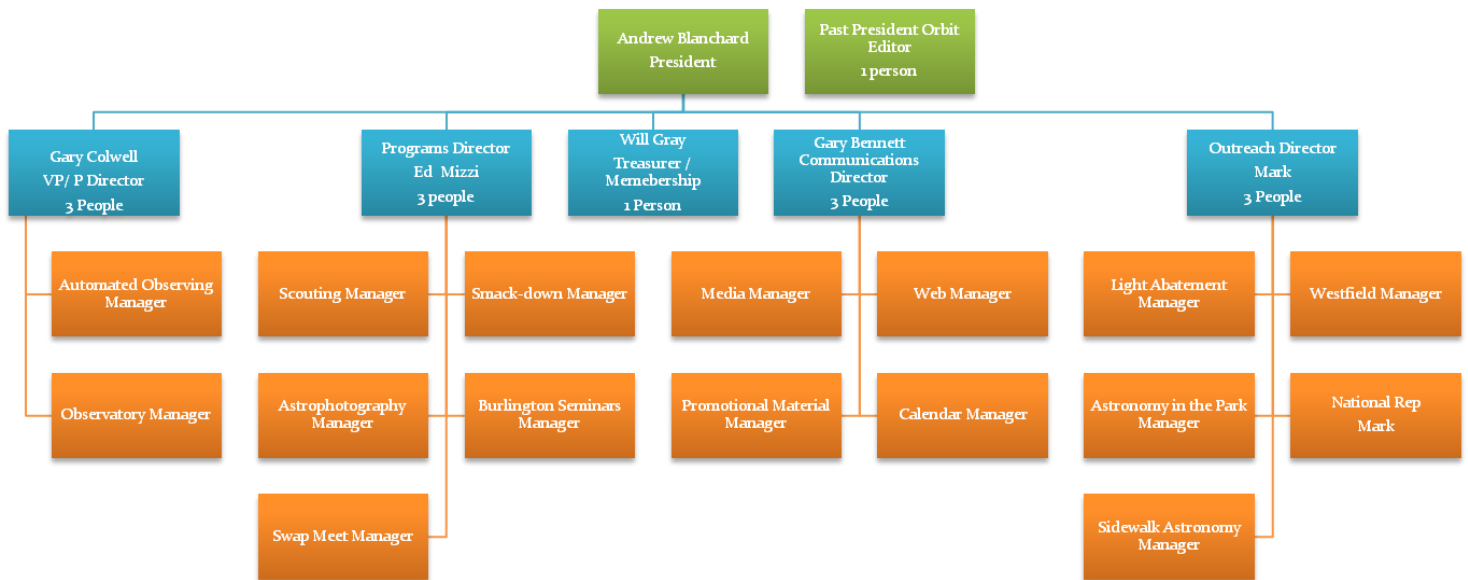 Andrew Blanchard
President
Past President Orbit
Editor
1 person
Gary Colwell
VP/ P Director
3 People
Programs Director
Ed  Mizzi
3 people
Will Gray
Treasurer /
Memebership
1 Person
Gary Bennett
Communications
Director
3 People
Outreach Director
Mark
3 People
Automated Observing
Manager
Scouting Manager
Smack-down Manager
Media Manager
Web Manager
Light Abatement
Manager
Westfield Manager
Observatory Manager
Astrophotography
Manager
Burlington Seminars
Manager
Promotional Material
Manager
Calendar Manager
Astronomy in the Park
Manager
National Rep
Mark
Swap Meet Manager
Sidewalk Astronomy
Manager